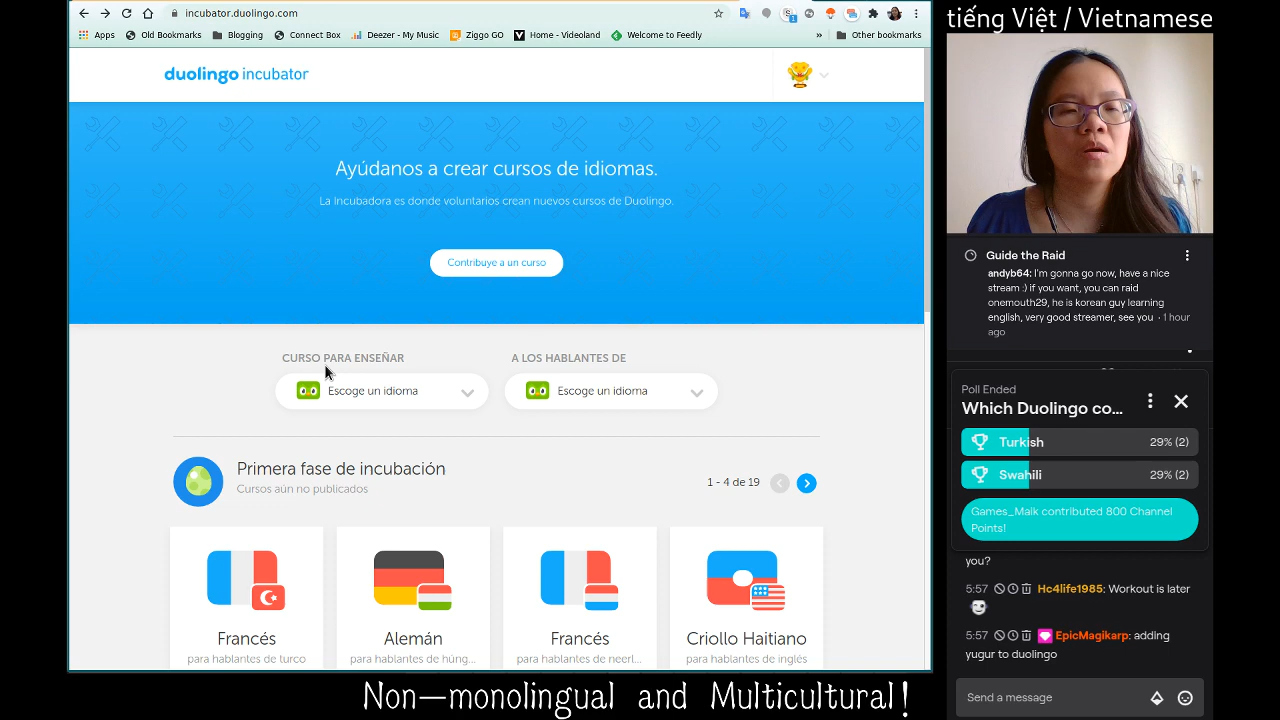 incubator.duolingo.com
Apps
Old Bookmarks
Blogging
Connect Box
Deezer - My Music
Ziggo GO
Home - Videoland
Welcome to Feedly
»
Other bookmarks
duolingo incubator
Ayúdanos a crear cursos de idiomas.
La Incubadora es donde voluntarios crean nuevos cursos de Duolingo.
Contribuye a un curso
CURSO PARA ENSEÑAR
A LOS HABLANTES DE
Escoge un idioma
Escoge un idioma
Primera fase de incubación
Cursos aún no publicados
1 - 4 de 19
Francés
para hablantes de turco
Alemán
para hablantes de húng...
Francés
para hablantes de neerl...
Criollo Haitiano
para hablantes de inglés
tiếng Việt / Vietnamese
Guide the Raid
andyb64: I'm gonna go now, have a nice
stream :) if you want, you can raid
onemouth29, he is korean guy learning
english, very good streamer, see you · 1 hour
ago
Poll Ended
Which Duolingo co...
Turkish 29% (2)
Swahili 29% (2)
Games_Maik contributed 800 Channel
Points!
you?
5:57 Hc4life1985: Workout is later
5:57 EpicMagikarp: adding
yugur to duolingo
Send a message
Non-monolingual and Multicultural!